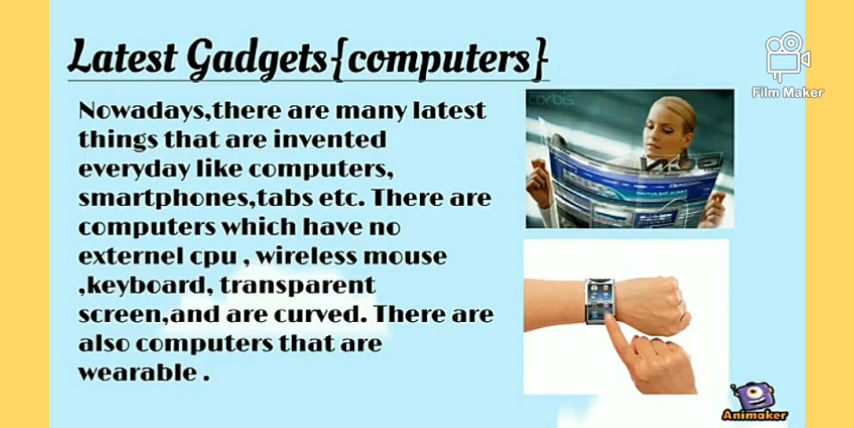 Latest Gadgets{computers}
Film Maker
Nowadays,there are many latest
things that are invented
everyday like computers,
smartphones,tabs etc. There are
computers which have no
externel cpu , wireless mouse
,keyboard, transparent
screen,and are curved. There are
also computers that are
wearable .
corbis
Animaker